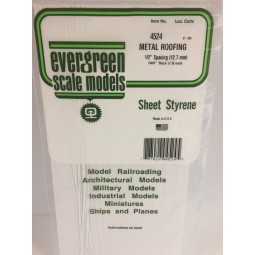 Item No. Loc. Code
4524
METAL ROOFING
1/2" Spacing (12.7 mm)
evergreen
scale models
Sheet Styrene
Made in U.S.A.
Model Railroading
Architectural Models
Military Models
Industrial Models
Miniatures
Ships and Planes